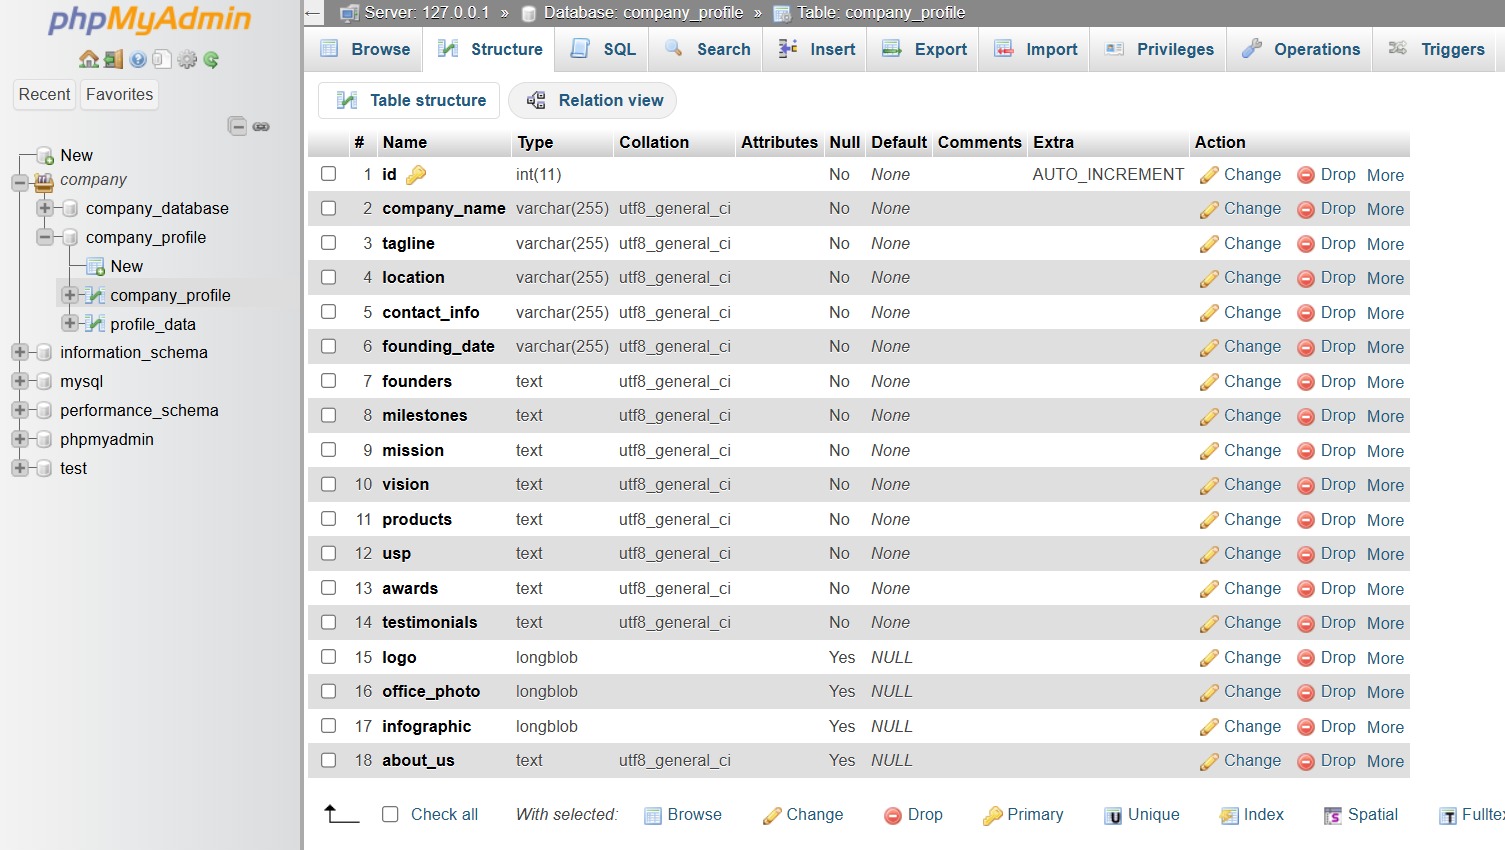 phpMyAdmin
Recent Favorites
New
company
company_database
company_profile
New
company_profile
profile_data
information_schema
mysql
performance_schema
phpmyadmin
test
← Server: 127.0.0.1 » Database: company_profile » Table: company_profile
Browse Structure SQL Search Insert Export Import Privileges Operations Triggers
Table structure Relation view
# Name Type Collation Attributes Null Default Comments Extra Action
1 id int(11) No None AUTO_INCREMENT Change Drop More
2 company_name varchar(255) utf8_general_ci No None Change Drop More
3 tagline varchar(255) utf8_general_ci No None Change Drop More
4 location varchar(255) utf8_general_ci No None Change Drop More
5 contact_info varchar(255) utf8_general_ci No None Change Drop More
6 founding_date varchar(255) utf8_general_ci No None Change Drop More
7 founders text utf8_general_ci No None Change Drop More
8 milestones text utf8_general_ci No None Change Drop More
9 mission text utf8_general_ci No None Change Drop More
10 vision text utf8_general_ci No None Change Drop More
11 products text utf8_general_ci No None Change Drop More
12 usp text utf8_general_ci No None Change Drop More
13 awards text utf8_general_ci No None Change Drop More
14 testimonials text utf8_general_ci No None Change Drop More
15 logo longblob Yes NULL Change Drop More
16 office_photo longblob Yes NULL Change Drop More
17 infographic longblob Yes NULL Change Drop More
18 about_us text utf8_general_ci Yes NULL Change Drop More
Check all With selected: Browse Change Drop Primary Unique Index Spatial Fullte